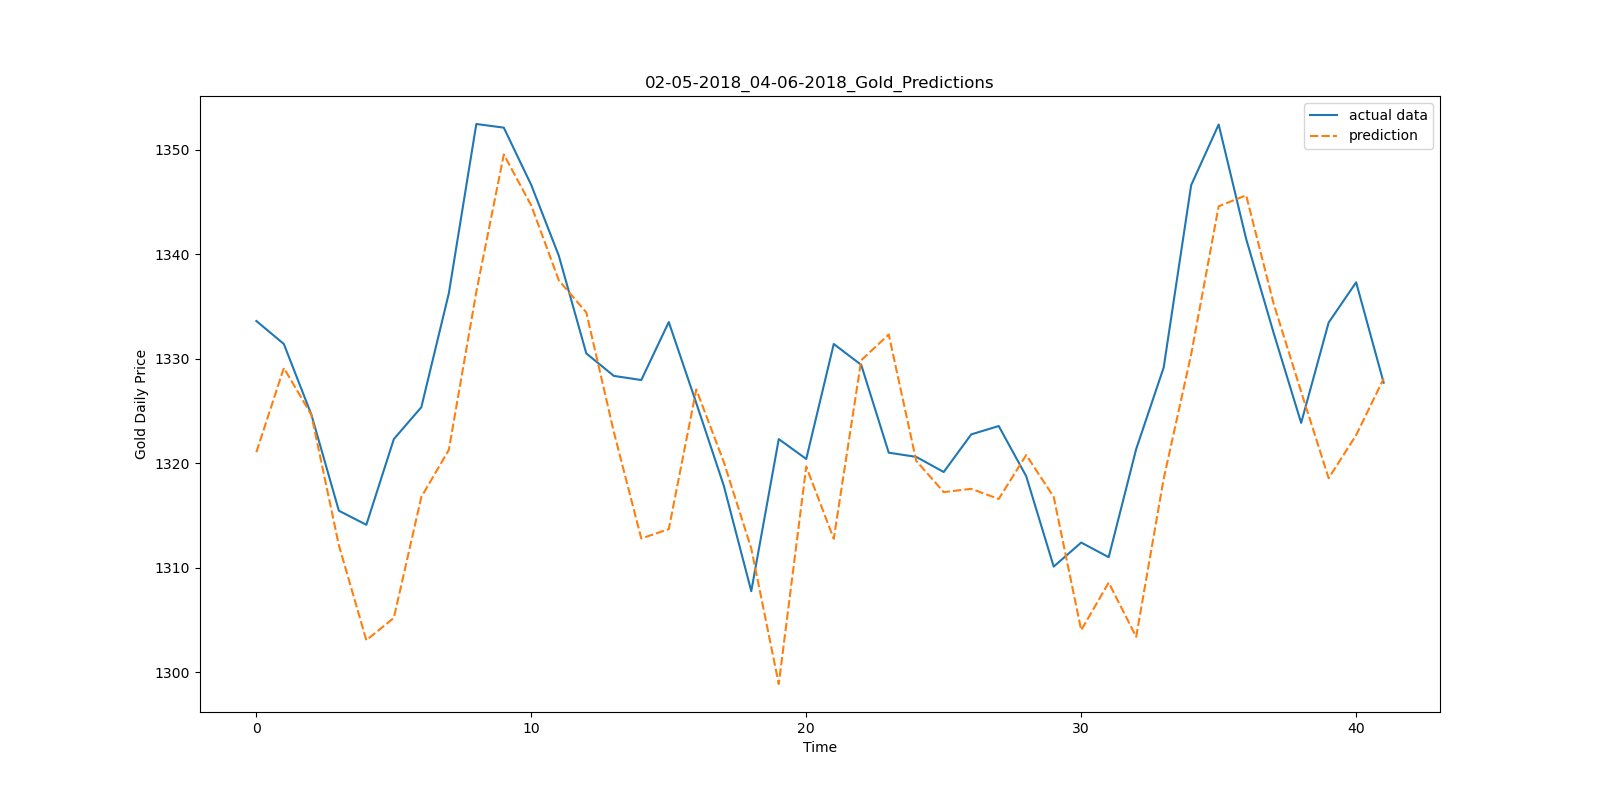 02-05-2018_04-06-2018_Gold_Predictions
actual data
prediction
1350
1340
1330
1320
1310
1300
Gold Daily Price
0 10 20 30 40
Time